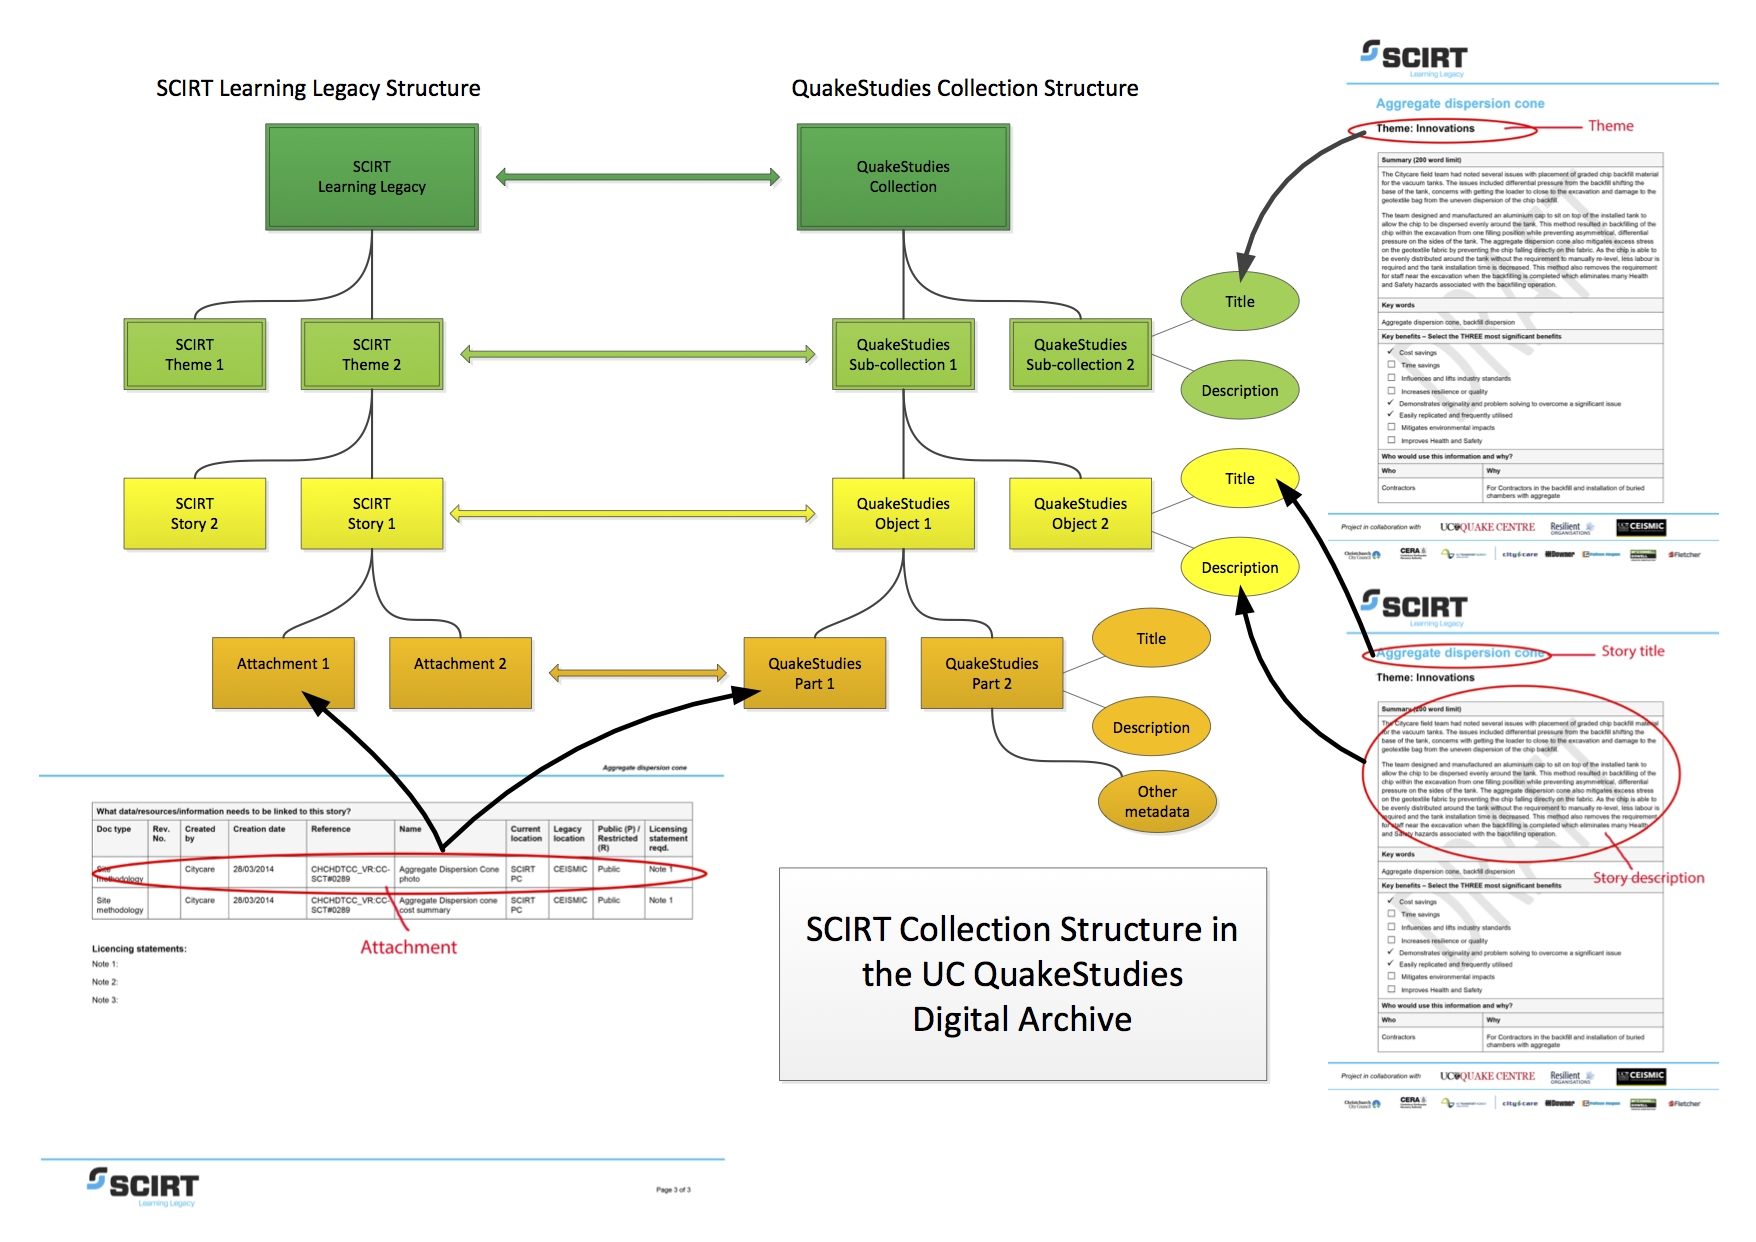 SCIRT Learning Legacy Structure
QuakeStudies Collection Structure
SCIRT
Learning Legacy
QuakeStudies
Collection
SCIRT
Theme 1
SCIRT
Theme 2
QuakeStudies
Sub-collection 1
QuakeStudies
Sub-collection 2
Title
Description
SCIRT
Story 2
SCIRT
Story 1
QuakeStudies
Object 1
QuakeStudies
Object 2
Title
Description
Attachment 1
Attachment 2
QuakeStudies
Part 1
QuakeStudies
Part 2
Title
Description
Other
metadata
SCIRT
Learning Legacy
Aggregate dispersion cone
Theme: Innovations
Theme
Summary (200 word limit)
The Citycare field team had noted several issues with placement of graded chip backfill material
for the vacuum tanks. The issues included differential pressure from the backfill shifting the
base of the tank, concerns with getting the loader to close to the excavation and damage to the
geotextile bag from the uneven dispersion of the chip backfill.
The team designed and manufactured an aluminium cap to sit on top of the installed tank to
allow the chip to be dispersed evenly around the tank. This method resulted in backfilling of the
chip within the excavation from one filling position while preventing asymmetrical, differential
pressure on the sides of the tank. The aggregate dispersion cone also mitigates excess stress
on the geotextile fabric by preventing the chip falling directly on the fabric. As the chip is able to
be evenly distributed around the tank without the requirement to manually re-level, less labour is
required and the tank installation time is decreased. This method also removes the requirement
for staff near the excavation when the backfilling is completed which eliminates many Health
and Safety hazards associated with the backfilling operation.
DRAFT
Key words
Aggregate dispersion cone, backfill dispersion
Key benefits – Select the THREE most significant benefits
✓ Cost savings
☐ Time savings
☐ Influences and lifts industry standards
☐ Increases resilience or quality
✓ Demonstrates originality and problem solving to overcome a significant issue
✓ Easily replicated and frequently utilised
☐ Mitigates environmental impacts
☐ Improves Health and Safety
Who would use this information and why?
Who Why
Contractors For Contractors in the backfill and installation of buried
chambers with aggregate
Project in collaboration with UC QUAKE CENTRE Resilient ORGANISATIONS CEISMIC
Christchurch City Council CERA city care Downer Fletcher
SCIRT
Learning Legacy
Aggregate dispersion cone
Story title
Theme: Innovations
Summary (200 word limit)
The Citycare field team had noted several issues with placement of graded chip backfill material
for the vacuum tanks. The issues included differential pressure from the backfill shifting the
base of the tank, concerns with getting the loader to close to the excavation and damage to the
geotextile bag from the uneven dispersion of the chip backfill.
The team designed and manufactured an aluminium cap to sit on top of the installed tank to
allow the chip to be dispersed evenly around the tank. This method resulted in backfilling of the
chip within the excavation from one filling position while preventing asymmetrical, differential
pressure on the sides of the tank. The aggregate dispersion cone also mitigates excess stress
on the geotextile fabric by preventing the chip falling directly on the fabric. As the chip is able to
be evenly distributed around the tank without the requirement to manually re-level, less labour is
required and the tank installation time is decreased. This method also removes the requirement
for staff near the excavation when the backfilling is completed which eliminates many Health
and Safety hazards associated with the backfilling operation.
DRAFT
Story description
Key words
Aggregate dispersion cone, backfill dispersion
Key benefits – Select the THREE most significant benefits
✓ Cost savings
☐ Time savings
☐ Influences and lifts industry standards
☐ Increases resilience or quality
✓ Demonstrates originality and problem solving to overcome a significant issue
✓ Easily replicated and frequently utilised
☐ Mitigates environmental impacts
☐ Improves Health and Safety
Who would use this information and why?
Who Why
Contractors For Contractors in the backfill and installation of buried
chambers with aggregate
Project in collaboration with UC QUAKE CENTRE Resilient ORGANISATIONS CEISMIC
Christchurch City Council CERA city care Downer Fletcher
Aggregate dispersion cone
What data/resources/information needs to be linked to this story?
Doc type Rev. No. Created by Creation date Reference Name Current location Legacy location Public (P) / Restricted (R) Licensing statement reqd.
Site methodology Citycare 28/03/2014 CHCHDTCC_VR:CC-SCT#0289 Aggregate Dispersion Cone photo SCIRT PC CEISMIC Public Note 1
Site methodology Citycare 28/03/2014 CHCHDTCC_VR:CC-SCT#0289 Aggregate Dispersion cone cost summary SCIRT PC CEISMIC Public Note 1
Attachment
Licencing statements:
Note 1:
Note 2:
Note 3:
SCIRT Collection Structure in
the UC QuakeStudies
Digital Archive
SCIRT
Learning Legacy
Page 3 of 3